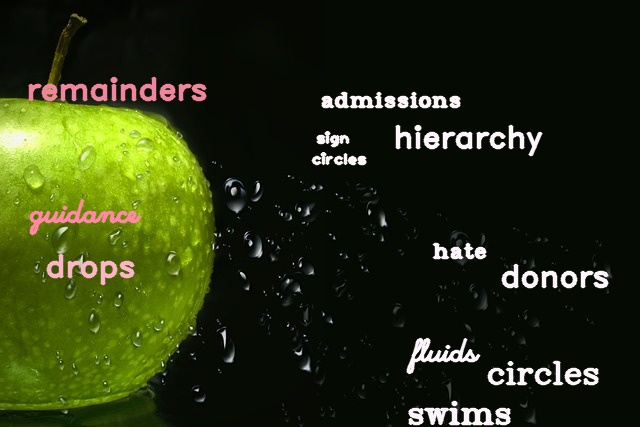 remainders
admissions
sign
hierarchy
circles
guidance
hate
drops
donors
fluids
circles
swims